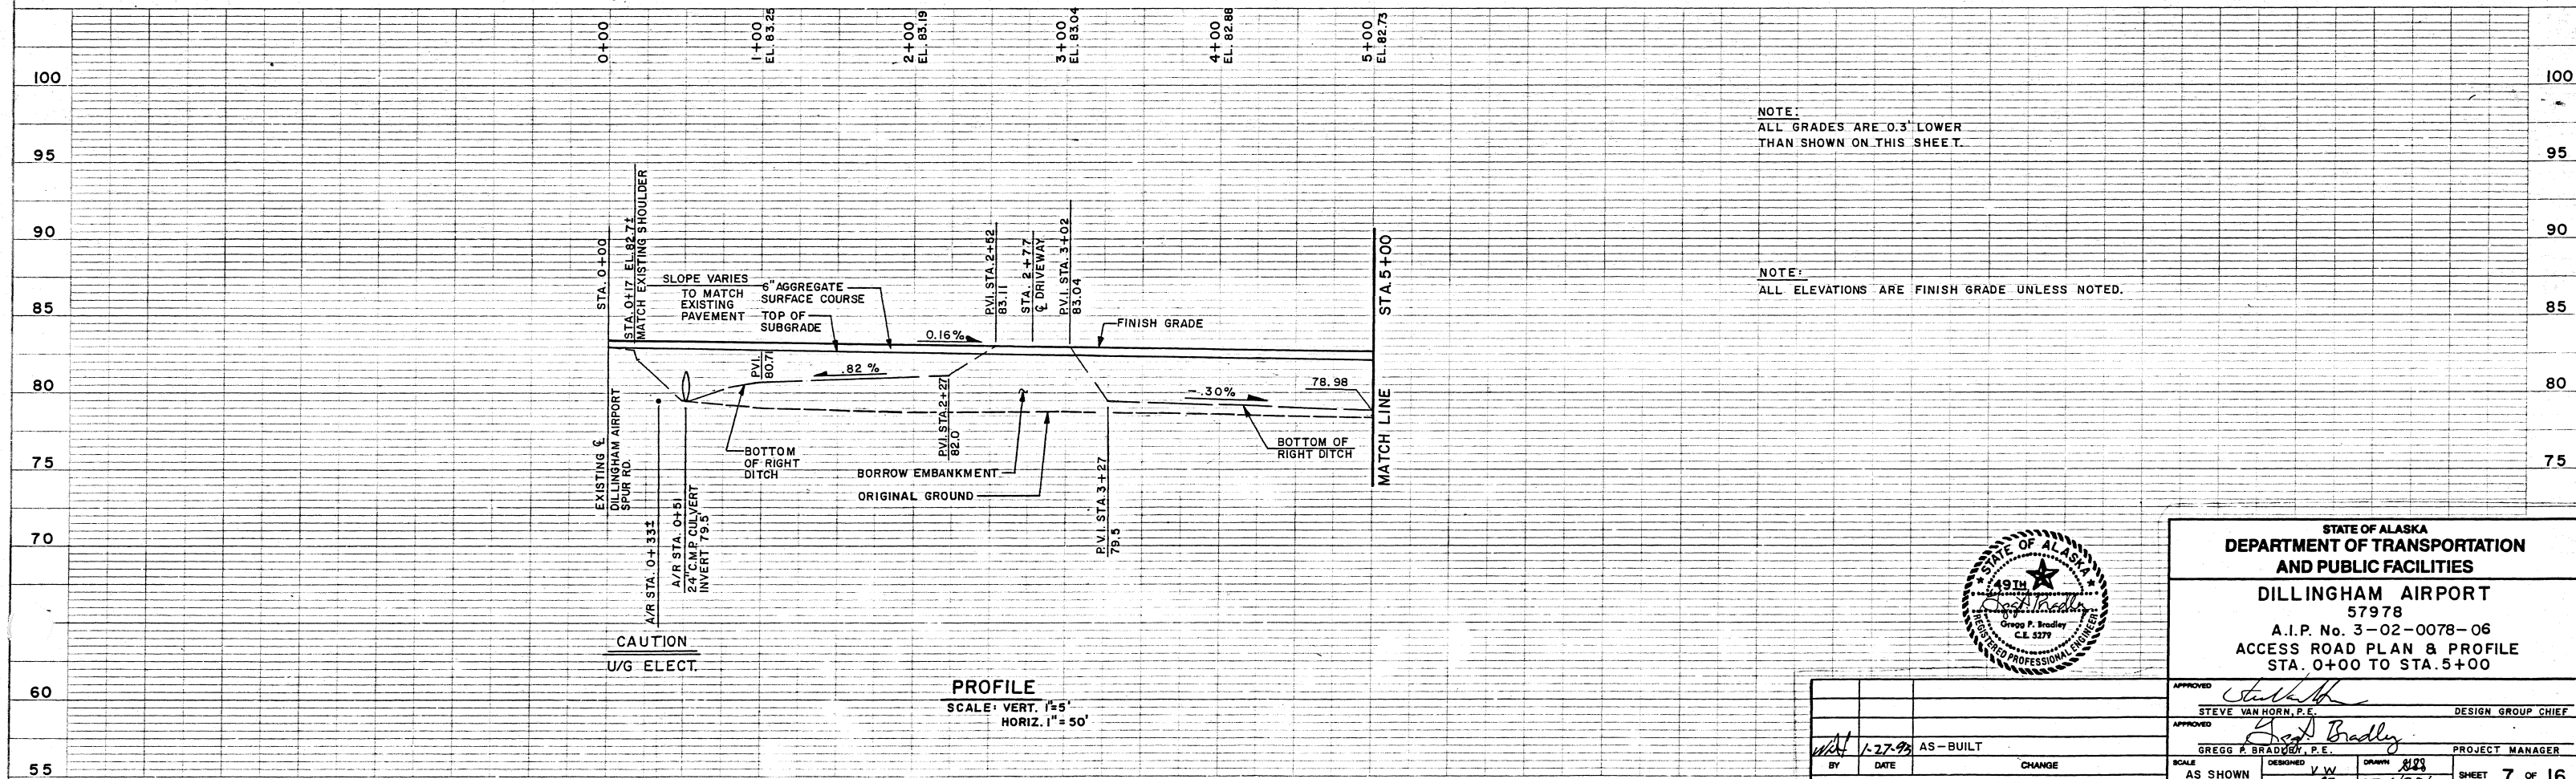 0+00
1+00
EL. 83.25
2+00
EL. 83.19
3+00
EL. 83.04
4+00
EL. 82.88
5+00
EL. 82.73
100
95
90
85
80
75
70
60
55
100
95
90
85
80
75
NOTE:
ALL GRADES ARE 0.3' LOWER
THAN SHOWN ON THIS SHEET.
NOTE:
ALL ELEVATIONS ARE FINISH GRADE UNLESS NOTED.
STA. 0+00
STA. 0+17 EL. 82.7±
MATCH EXISTING SHOULDER
SLOPE VARIES
TO MATCH
EXISTING
PAVEMENT
6" AGGREGATE
SURFACE COURSE
TOP OF
SUBGRADE
0.16%
P.V.I. STA. 2+52
83.11
STA. 2+77
℄ DRIVEWAY
P.V.I. STA. 3+02
83.04
FINISH GRADE
STA. 5+00
MATCH LINE
PVI.
80.71
.82 %
PVI. STA. 2+27
82.0
-.30%
78.98
EXISTING ℄
DILLINGHAM AIRPORT
SPUR RD.
BOTTOM
OF RIGHT
DITCH
BORROW EMBANKMENT
ORIGINAL GROUND
BOTTOM OF
RIGHT DITCH
P.V.I. STA. 3+27
79.5
A/R STA. 0+33±
A/R STA. 0+51
24" C.M.P. CULVERT
INVERT 79.5'
CAUTION
U/G ELECT.
PROFILE
SCALE: VERT. 1"=5'
HORIZ. 1"=50'
STATE OF ALASKA
49TH
Gregg P. Bradley
C.E. 5279
REGISTERED PROFESSIONAL ENGINEER
STATE OF ALASKA
DEPARTMENT OF TRANSPORTATION
AND PUBLIC FACILITIES
DILLINGHAM AIRPORT
57978
A.I.P. No. 3-02-0078-06
ACCESS ROAD PLAN & PROFILE
STA. 0+00 TO STA. 5+00
APPROVED
STEVE VAN HORN, P.E. DESIGN GROUP CHIEF
APPROVED
Gregg Bradley
GREGG P. BRADLEY, P.E. PROJECT MANAGER
1-27-93 AS-BUILT
BY DATE CHANGE
SCALE
AS SHOWN
DESIGNED
V W
DRAWN
SHEET 7 OF 16